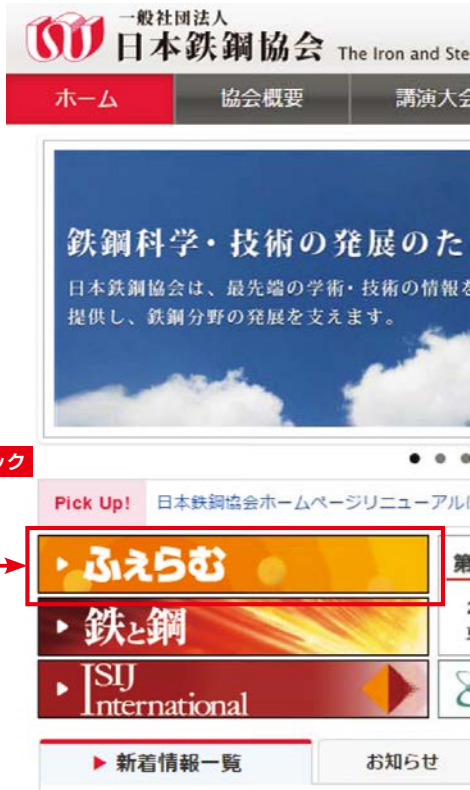 一般社団法人
日本鉄鋼協会 The Iron and Ste
ホーム 協会概要 講演大会
鉄鋼科学・技術の発展のた
日本鉄鋼協会は、最先端の学術・技術の情報を
提供し、鉄鋼分野の発展を支えます。
ック
Pick Up! 日本鉄鋼協会ホームページリニューアル
ふぇらむ
第
鉄と鋼
ISIJ
International
新着情報一覧 お知らせ